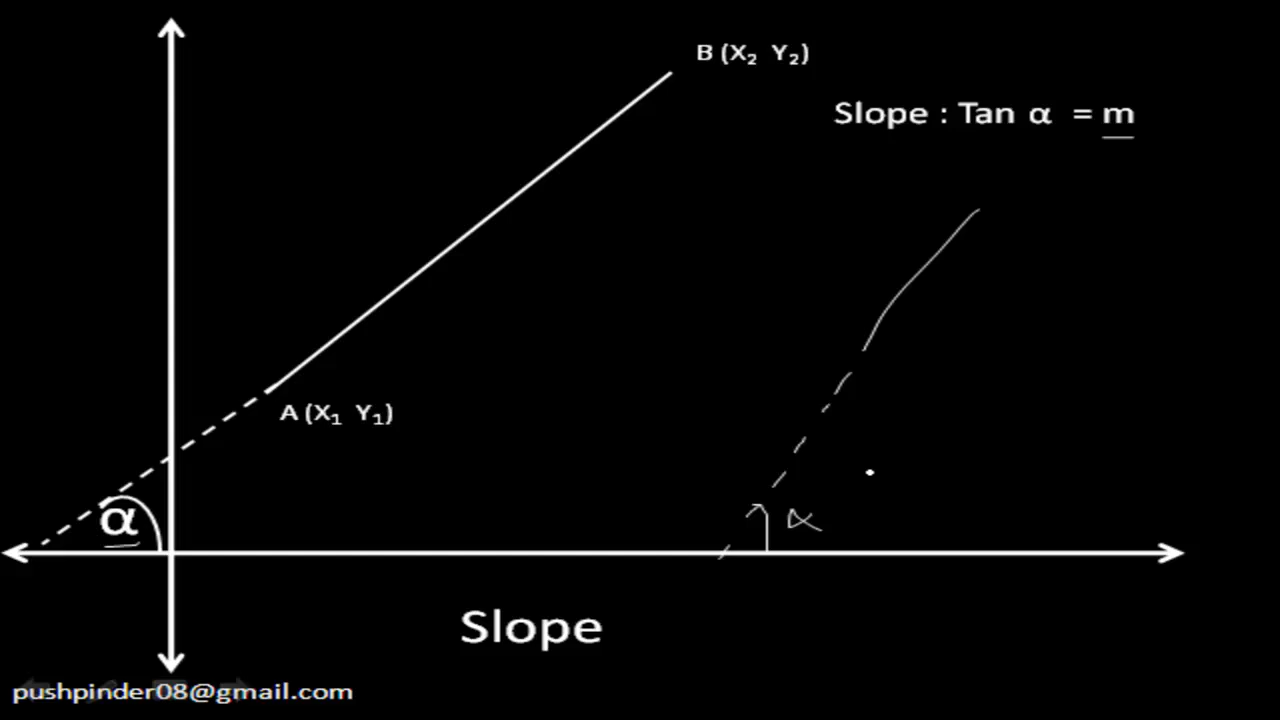 B (X₂ Y₂)
Slope : Tan α = m
A (X₁ Y₁)
α
α
Slope
pushpinder08@gmail.com